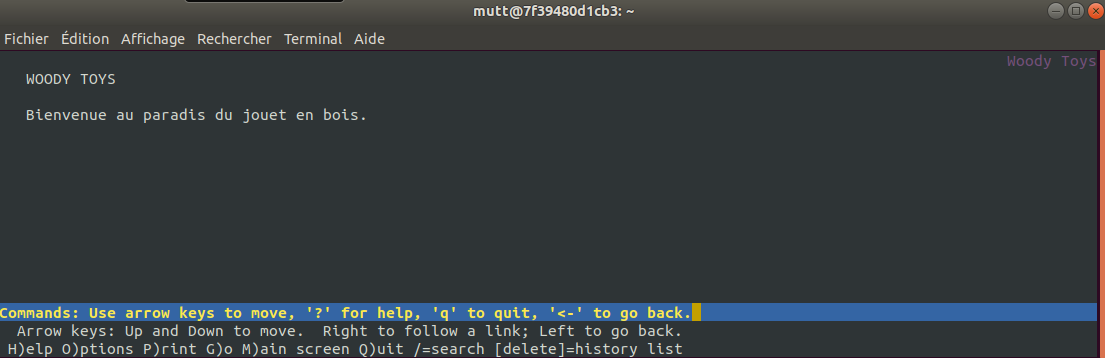 mutt@7f39480d1cb3: ~
Fichier Édition Affichage Rechercher Terminal Aide
Woody Toys
WOODY TOYS
Bienvenue au paradis du jouet en bois.
Commands: Use arrow keys to move, '?' for help, 'q' to quit, '<-' to go back.
Arrow keys: Up and Down to move. Right to follow a link; Left to go back.
H)elp O)ptions P)rint G)o M)ain screen Q)uit /=search [delete]=history list